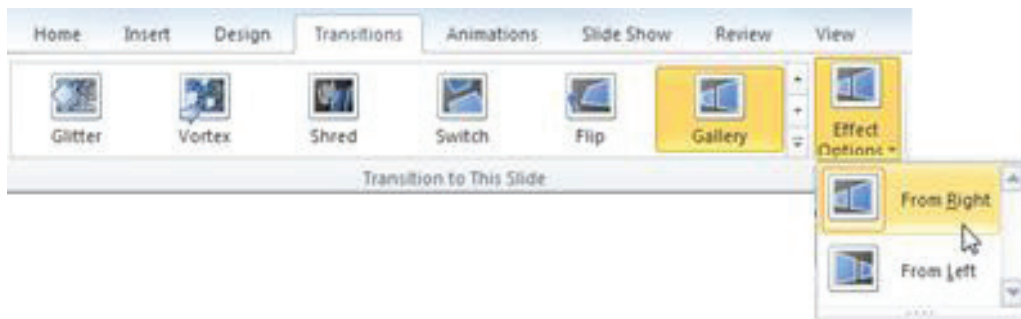 Home Insert Design Transitions Animations Slide Show Review View
Glitter Vortex Shred Switch Flip Gallery Effect Options
Transition to This Slide
From Right
From Left